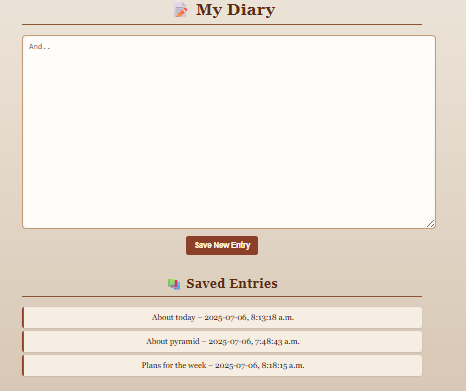 My Diary
And..
Save New Entry
Saved Entries
About today – 2025-07-06, 8:13:18 a.m.
About pyramid – 2025-07-06, 7:48:43 a.m.
Plans for the week – 2025-07-06, 8:18:15 a.m.